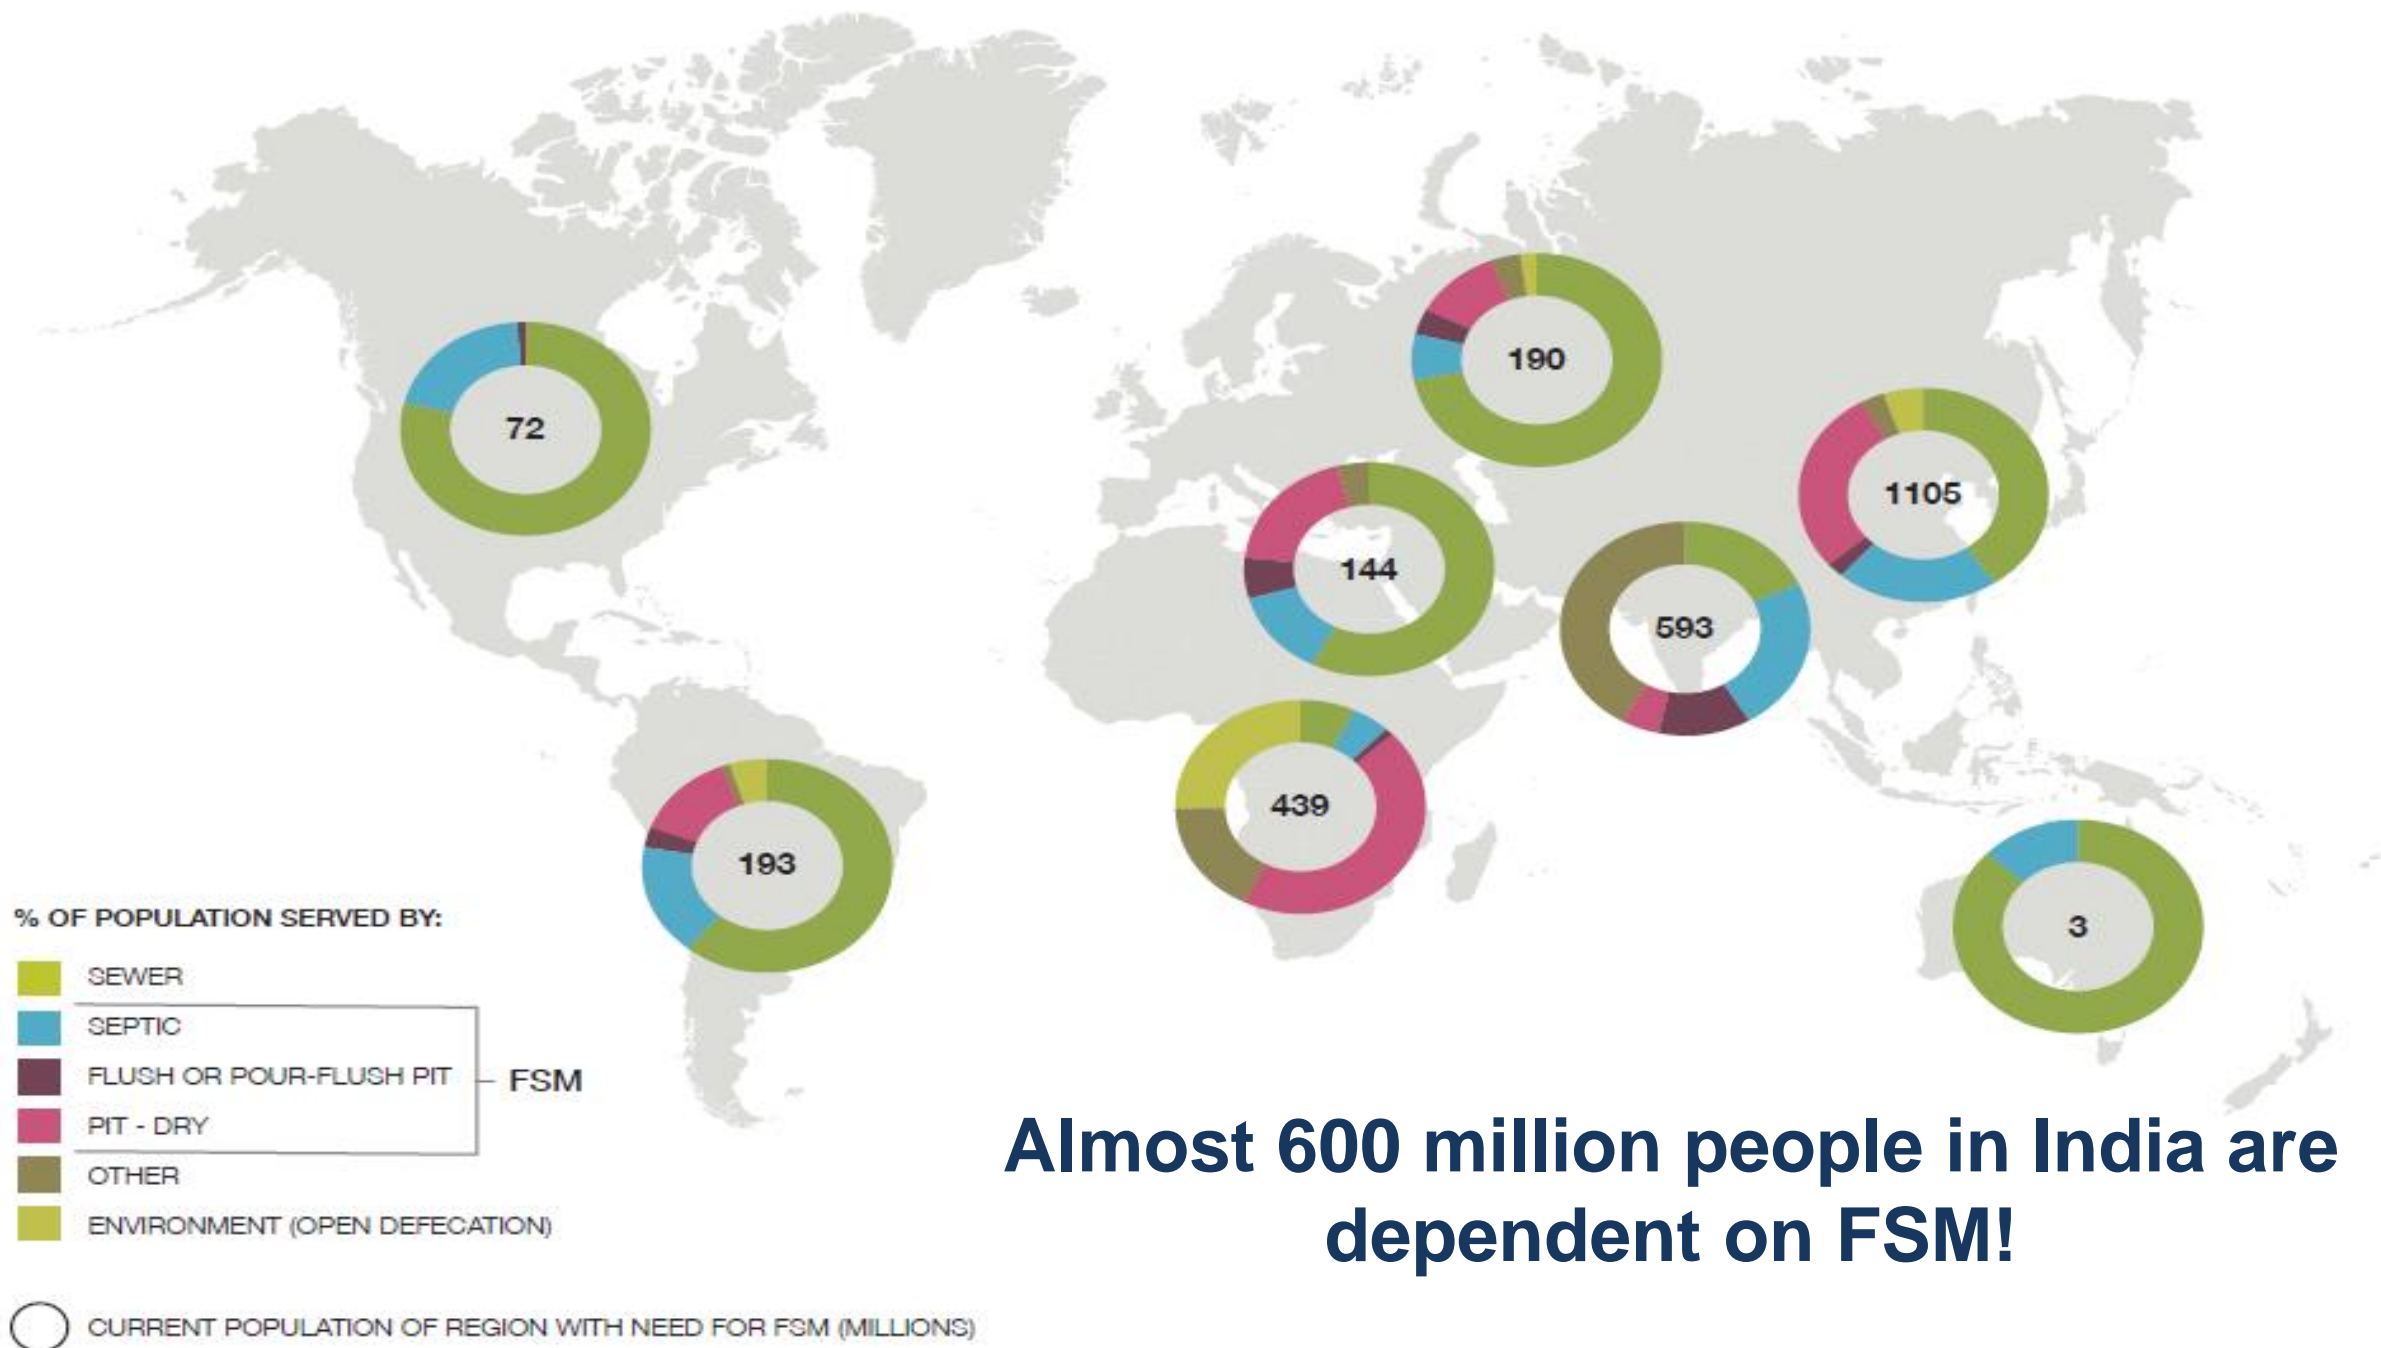 190
72
1105
144
593
439
193
3
% OF POPULATION SERVED BY:
SEWER
SEPTIC
FLUSH OR POUR-FLUSH PIT
FSM
PIT - DRY
OTHER
ENVIRONMENT (OPEN DEFECATION)
CURRENT POPULATION OF REGION WITH NEED FOR FSM (MILLIONS)
Almost 600 million people in India are
dependent on FSM!